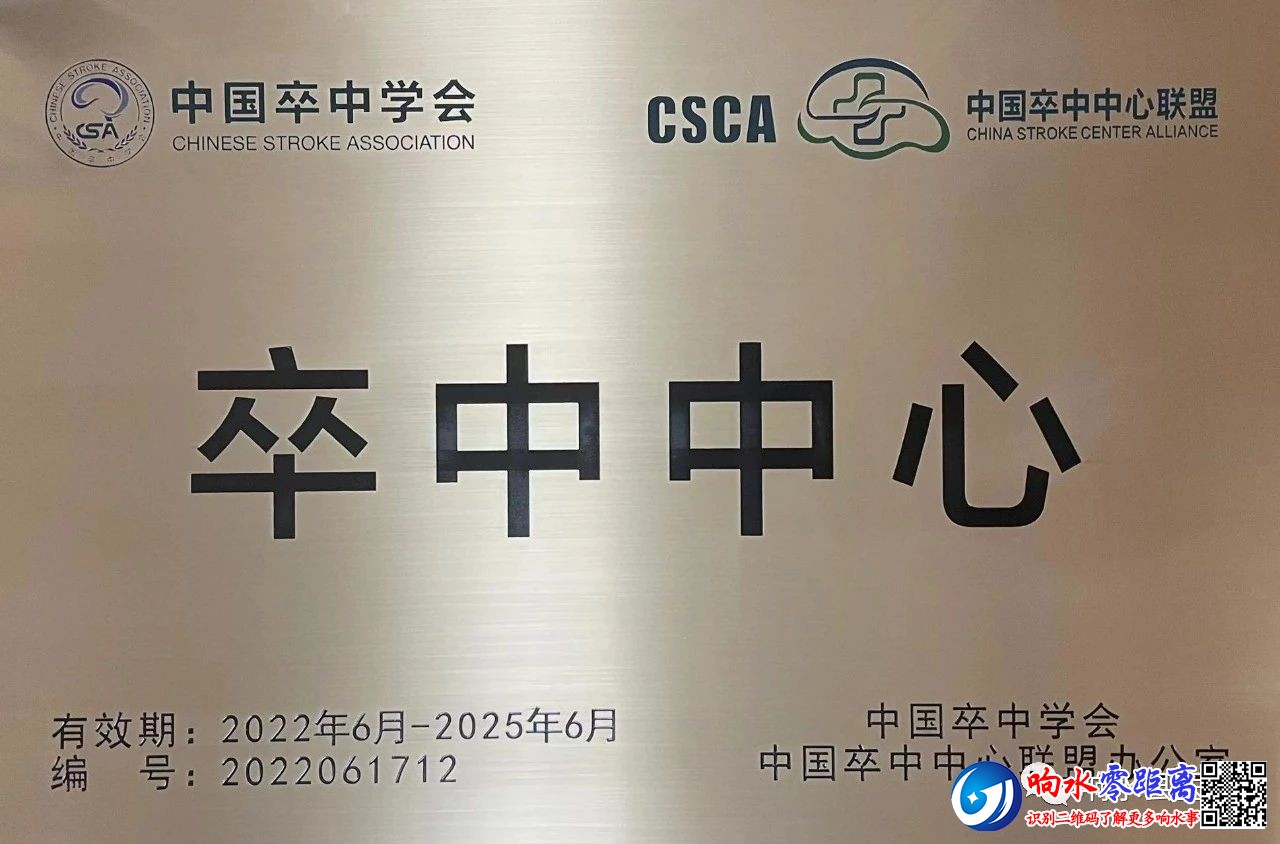 中国卒中学会
CHINESE STROKE ASSOCIATION
CHINESE STROKE ASSOCIATION
CSA
CSCA
中国卒中中心联盟
CHINA STROKE CENTER ALLIANCE
卒中中心
有效期：2022年6月-2025年6月
编 号：2022061712
中国卒中学会
中国卒中中心联盟办公室
响水零距离
识别二维码了解更多响水事